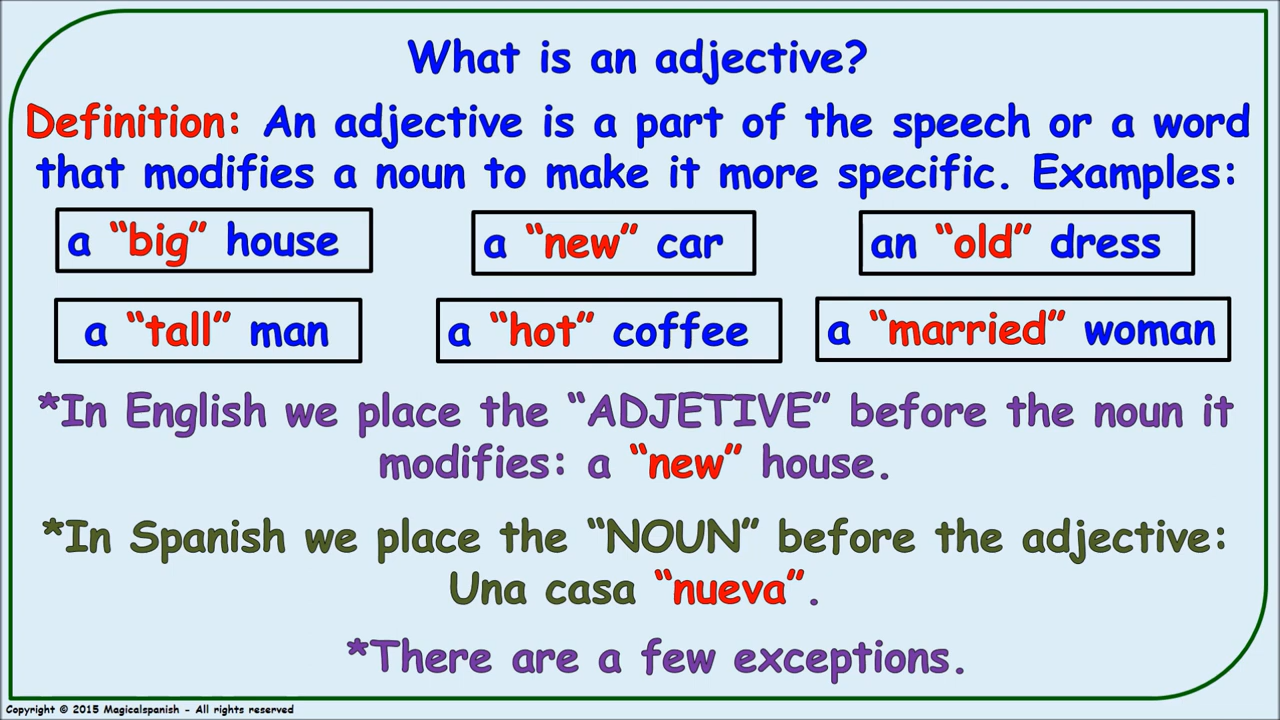 What is an adjective?
Definition: An adjective is a part of the speech or a word
that modifies a noun to make it more specific. Examples:
a “big” house
a “new” car
an “old” dress
a “tall” man
a “hot” coffee
a “married” woman
*In English we place the “ADJETIVE” before the noun it
modifies: a “new” house.
*In Spanish we place the “NOUN” before the adjective:
Una casa “nueva”.
*There are a few exceptions.
Copyright © 2015 Magicalspanish - All rights reserved